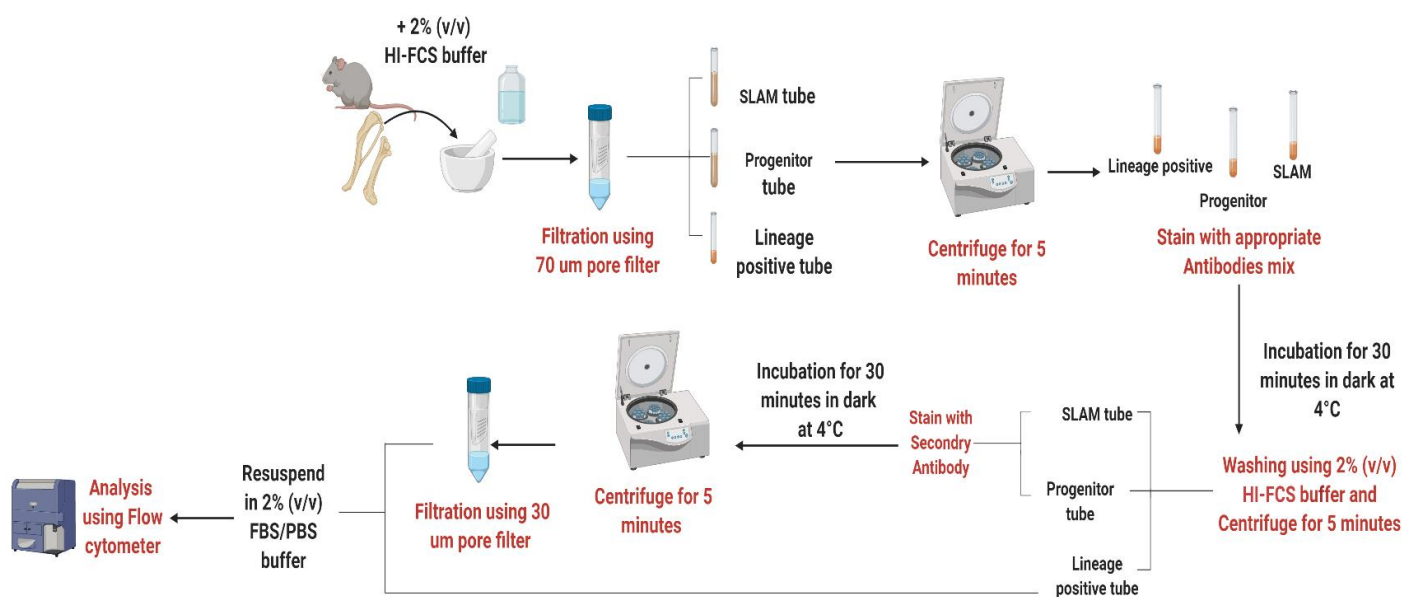 + 2% (v/v)
HI-FCS buffer
SLAM tube
Progenitor
tube
Lineage
positive tube
Filtration using
70 um pore filter
Centrifuge for 5
minutes
Lineage positive
Progenitor
SLAM
Stain with appropriate
Antibodies mix
Incubation for 30
minutes in dark at
4°C
Washing using 2% (v/v)
HI-FCS buffer and
Centrifuge for 5 minutes
SLAM tube
Progenitor
tube
Lineage
positive tube
Stain with
Secondry
Antibody
Incubation for 30
minutes in dark
at 4°C
Centrifuge for 5
minutes
Filtration using 30
um pore filter
Resuspend
in 2% (v/v)
FBS/PBS
buffer
Analysis
using Flow
cytometer